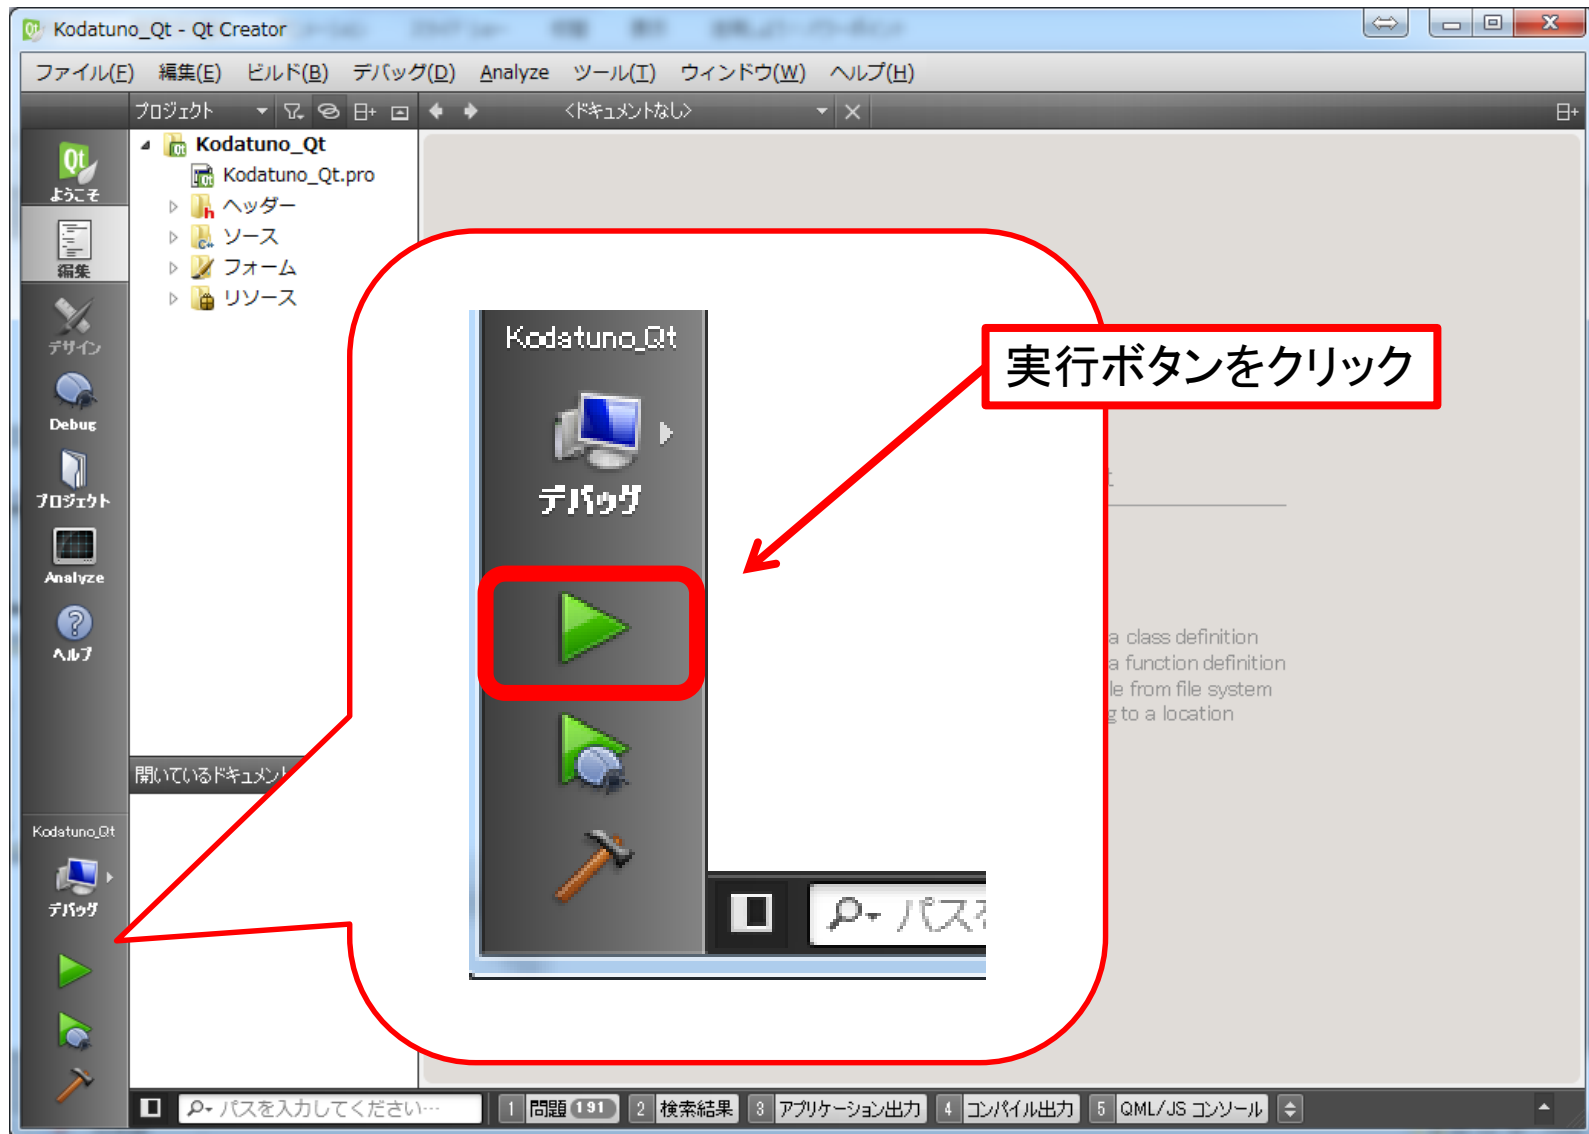 Kodatuno_Qt - Qt Creator
ファイル(F) 編集(E) ビルド(B) デバッグ(D) Analyze ツール(T) ウィンドウ(W) ヘルプ(H)
プロジェクト <ドキュメントなし>
Kodatuno_Qt
Kodatuno_Qt.pro
ヘッダー
ソース
フォーム
リソース
ようこそ
編集
デザイン
Debug
プロジェクト
Analyze
ヘルプ
Kodatuno_Qt
デバッグ
実行ボタンをクリック
パスを
a class definition
a function definition
le from file system
g to a location
開いているドキュメント
Kodatuno_Qt
デバッグ
パスを入力してください…
1 問題 191 2 検索結果 3 アプリケーション出力 4 コンパイル出力 5 QML/JS コンソール